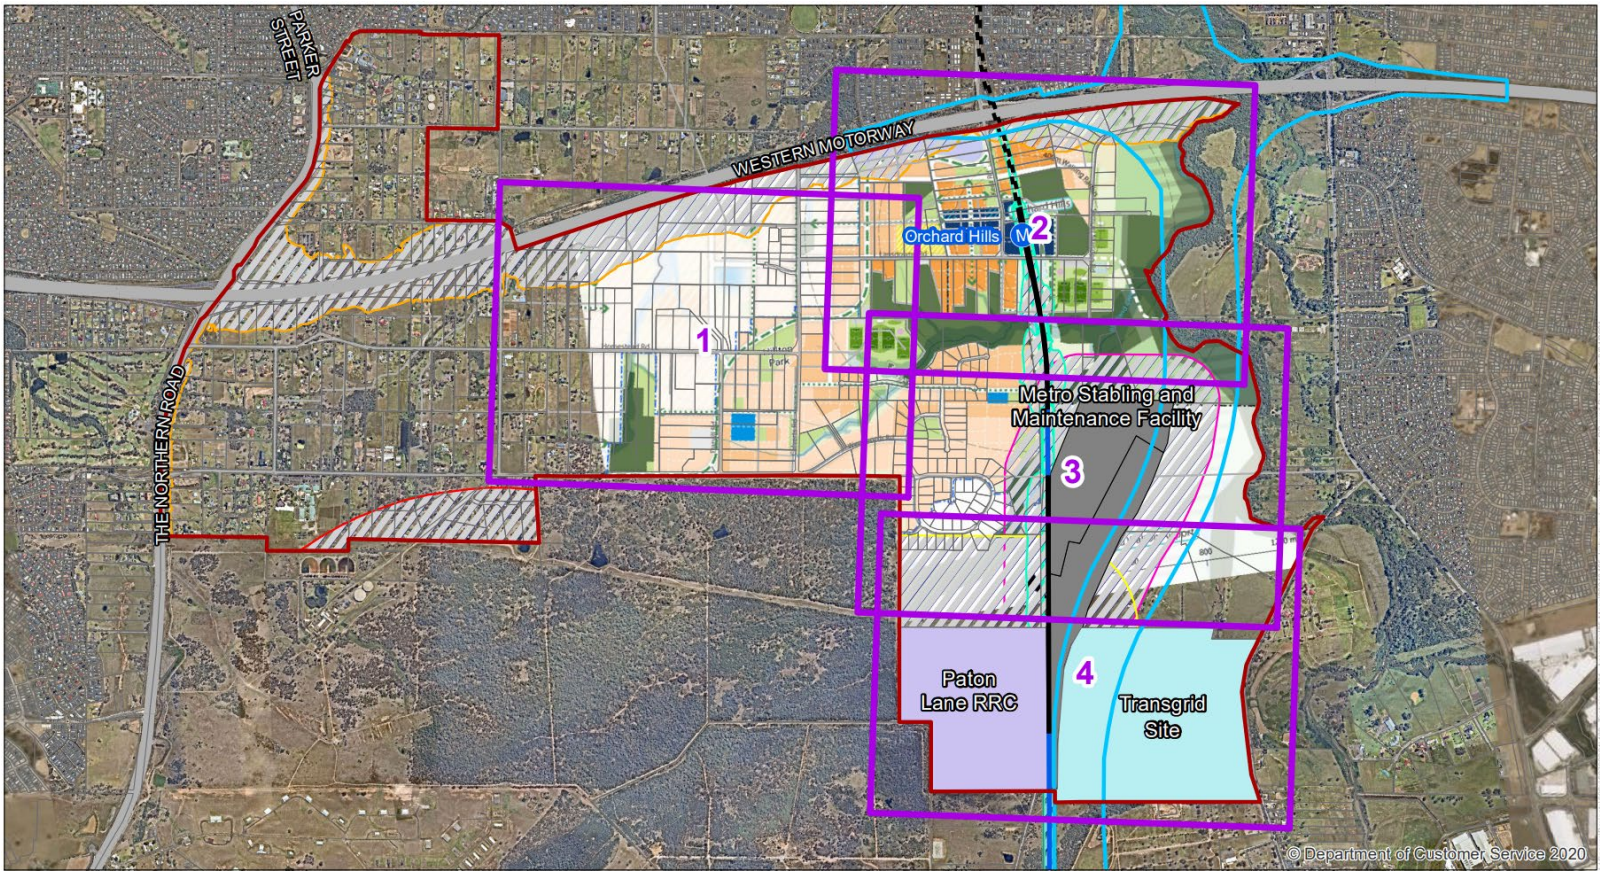 PARKER
STREET
WESTERN MOTORWAY
Orchard Hills
M
2
1
Park
Metro Stabling and
Maintenance Facility
3
THE NORTHERN ROAD
800
Paton
Lane RRC
4
Transgrid
Site
© Department of Customer Service 2020